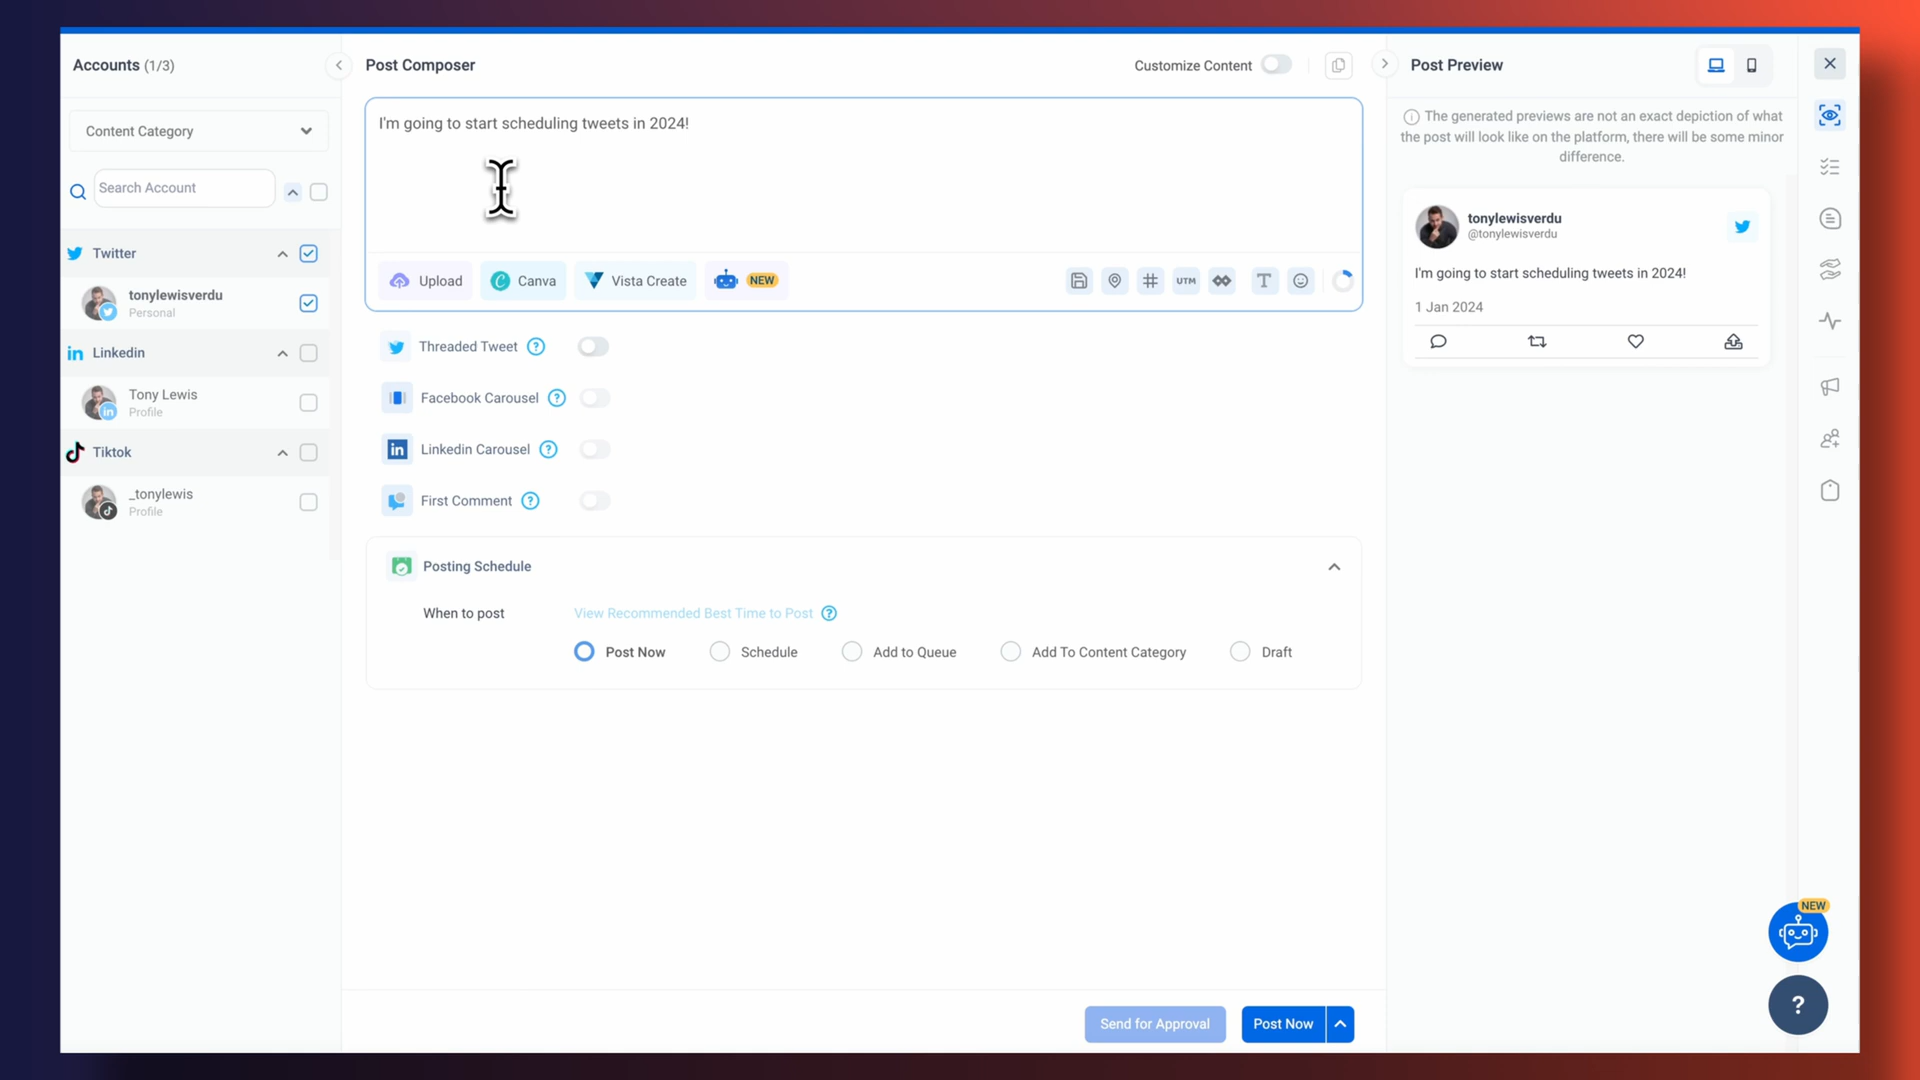 Accounts (1/3)
Content Category
Search Account
Twitter
tonylewisverdu
Personal
Linkedin
in
Tony Lewis
Profile
in
Tiktok
_tonylewis
Profile
Post Composer
Customize Content
I'm going to start scheduling tweets in 2024!
Upload
C Canva
Vista Create
NEW
# UTM T
Threaded Tweet ?
Facebook Carousel ?
in Linkedin Carousel ?
First Comment ?
Posting Schedule
When to post
View Recommended Best Time to Post ?
Post Now
Schedule
Add to Queue
Add To Content Category
Draft
Send for Approval
Post Now
Post Preview
The generated previews are not an exact depiction of what
the post will look like on the platform, there will be some minor
difference.
tonylewisverdu
@tonylewisverdu
I'm going to start scheduling tweets in 2024!
1 Jan 2024
NEW
?